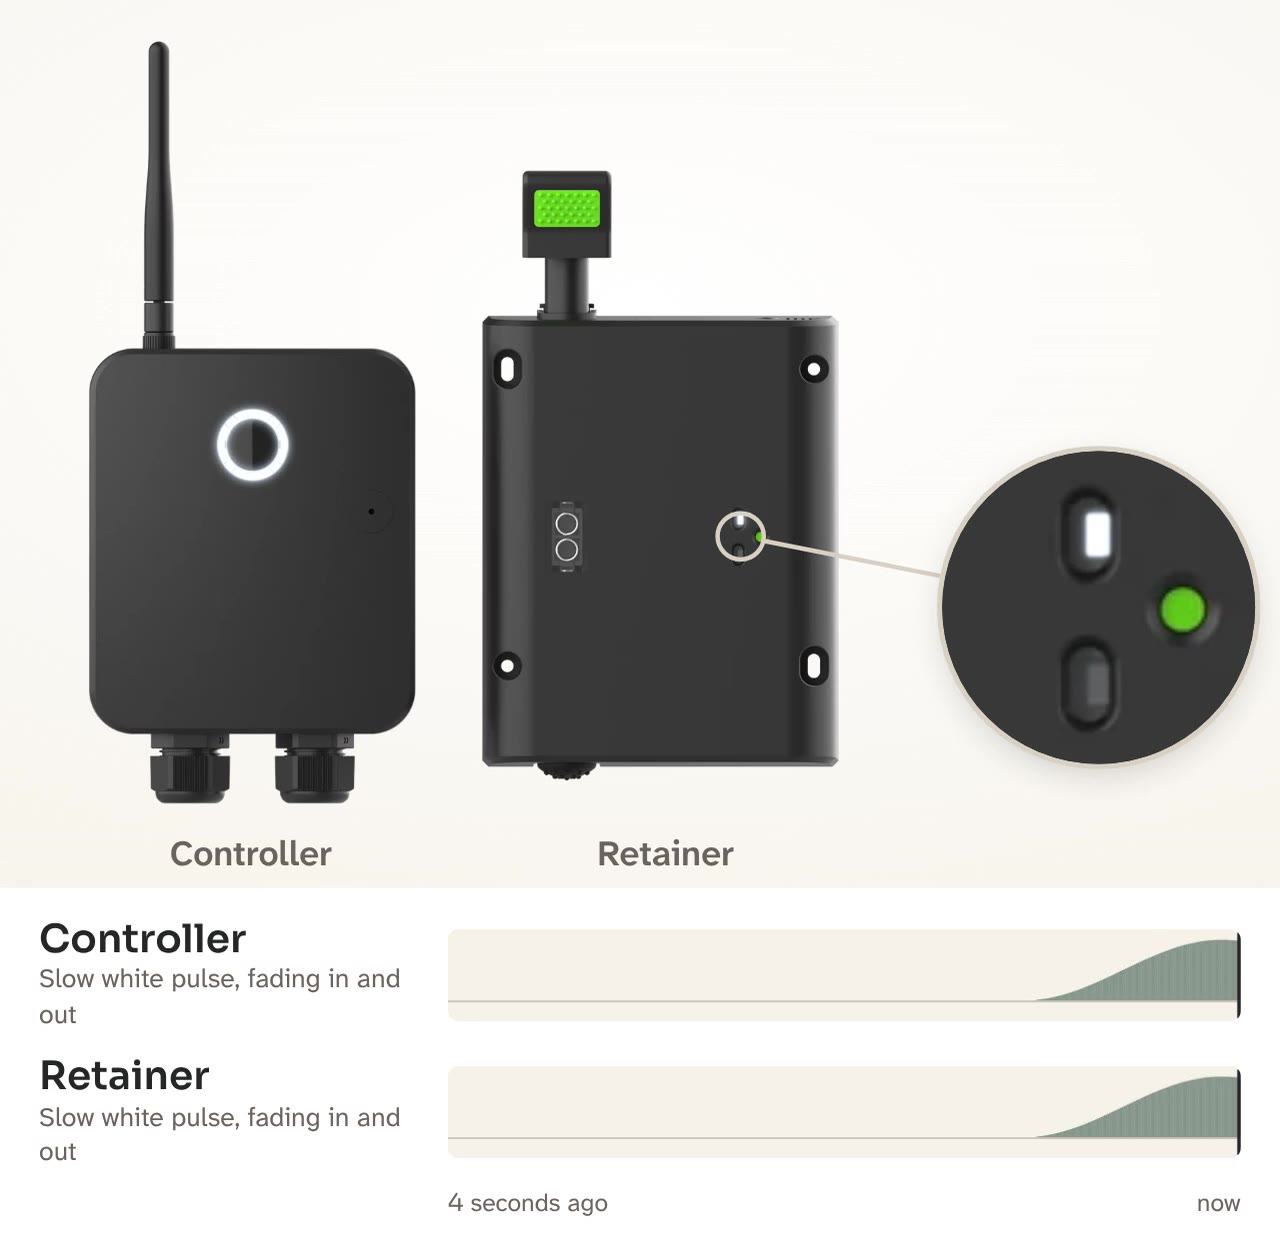 Controller
Retainer
Controller
Slow white pulse, fading in and
out
Retainer
Slow white pulse, fading in and
out
4 seconds ago
now